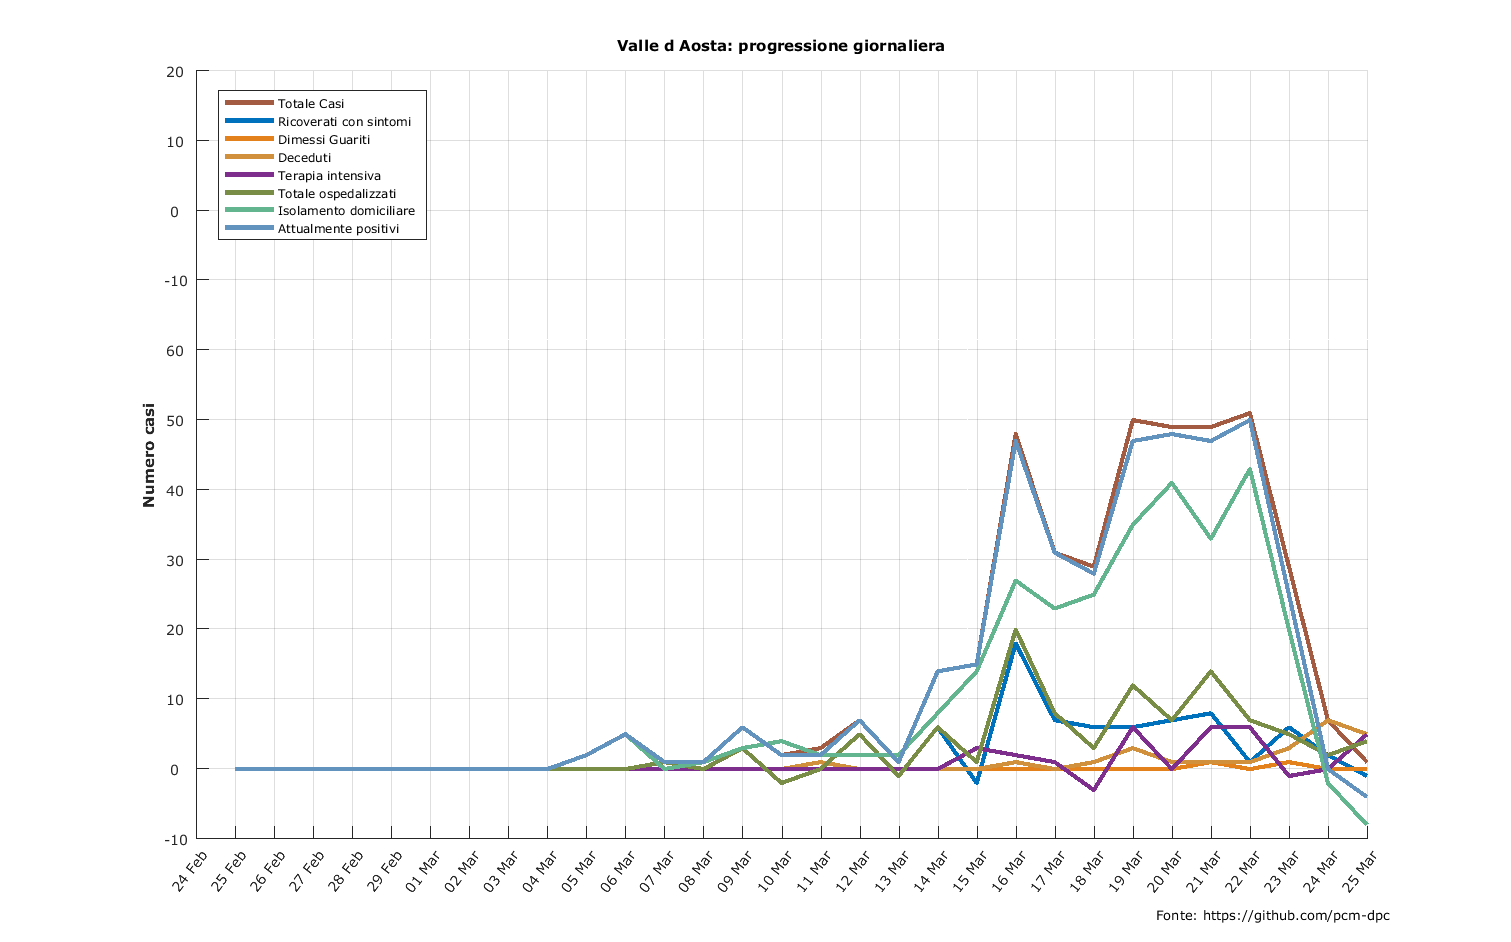 Valle d Aosta: progressione giornaliera
20
10
0
-10
60
50
40
30
20
10
0
-10
Numero casi
Totale Casi
Ricoverati con sintomi
Dimessi Guariti
Deceduti
Terapia intensiva
Totale ospedalizzati
Isolamento domiciliare
Attualmente positivi
24 Feb
25 Feb
26 Feb
27 Feb
28 Feb
29 Feb
01 Mar
02 Mar
03 Mar
04 Mar
05 Mar
06 Mar
07 Mar
08 Mar
09 Mar
10 Mar
11 Mar
12 Mar
13 Mar
14 Mar
15 Mar
16 Mar
17 Mar
18 Mar
19 Mar
20 Mar
21 Mar
22 Mar
23 Mar
24 Mar
25 Mar
Fonte: https://github.com/pcm-dpc